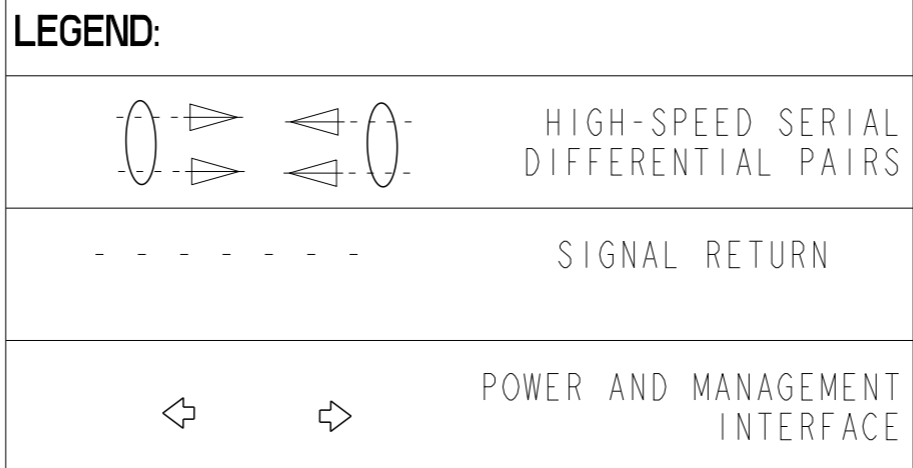 LEGEND:
HIGH-SPEED SERIAL
DIFFERENTIAL PAIRS
SIGNAL RETURN
POWER AND MANAGEMENT
INTERFACE